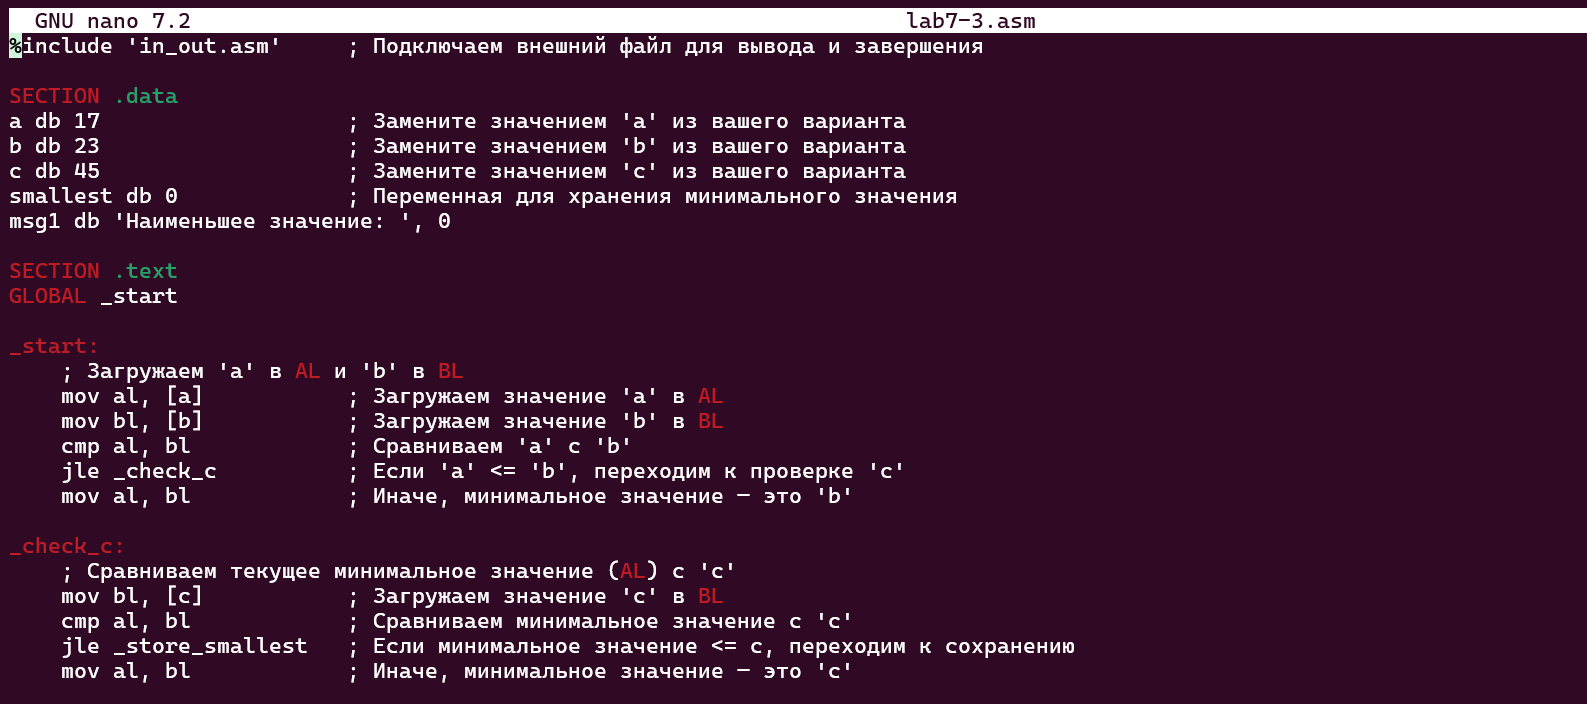 GNU nano 7.2 lab7-3.asm
%include 'in_out.asm' ; Подключаем внешний файл для вывода и завершения
SECTION .data
a db 17 ; Замените значением 'a' из вашего варианта
b db 23 ; Замените значением 'b' из вашего варианта
c db 45 ; Замените значением 'c' из вашего варианта
smallest db 0 ; Переменная для хранения минимального значения
msg1 db 'Наименьшее значение: ', 0
SECTION .text
GLOBAL _start
_start:
; Загружаем 'a' в AL и 'b' в BL
mov al, [a] ; Загружаем значение 'a' в AL
mov bl, [b] ; Загружаем значение 'b' в BL
cmp al, bl ; Сравниваем 'a' с 'b'
jle _check_c ; Если 'a' <= 'b', переходим к проверке 'c'
mov al, bl ; Иначе, минимальное значение — это 'b'
_check_c:
; Сравниваем текущее минимальное значение (AL) с 'c'
mov bl, [c] ; Загружаем значение 'c' в BL
cmp al, bl ; Сравниваем минимальное значение с 'c'
jle _store_smallest ; Если минимальное значение <= c, переходим к сохранению
mov al, bl ; Иначе, минимальное значение — это 'c'